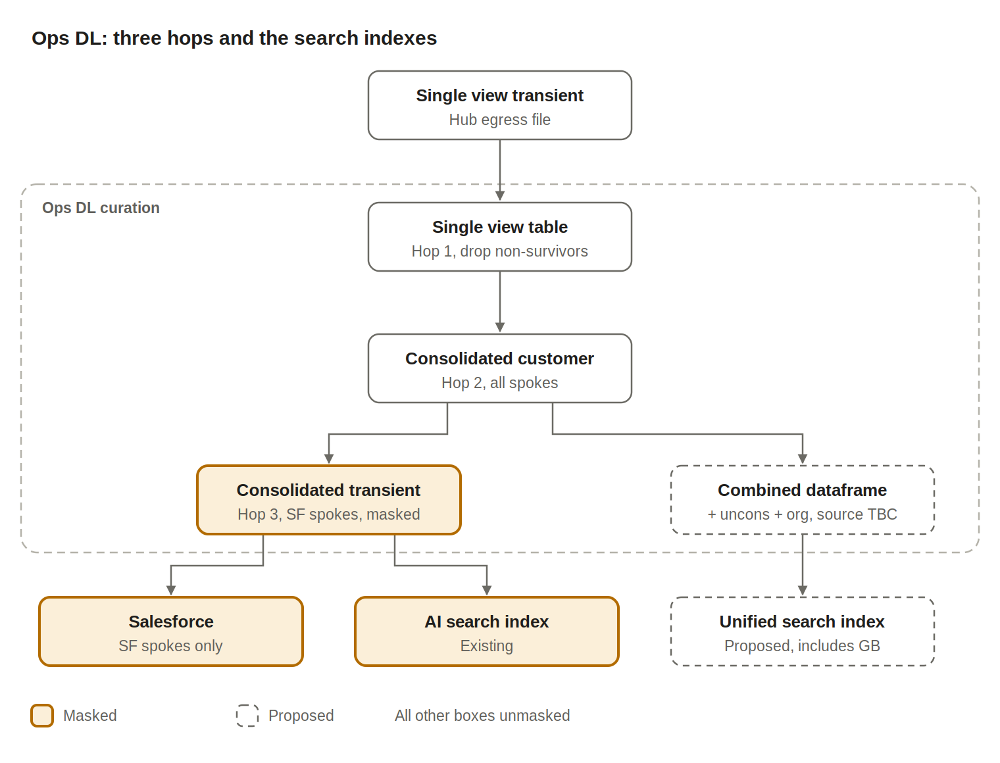 Ops DL: three hops and the search indexes
Single view transient
Hub egress file
Ops DL curation
Single view table
Hop 1, drop non-survivors
Consolidated customer
Hop 2, all spokes
Consolidated transient
Hop 3, SF spokes, masked
Combined dataframe
+ uncons + org, source TBC
Salesforce
SF spokes only
AI search index
Existing
Unified search index
Proposed, includes GB
Masked
Proposed
All other boxes unmasked